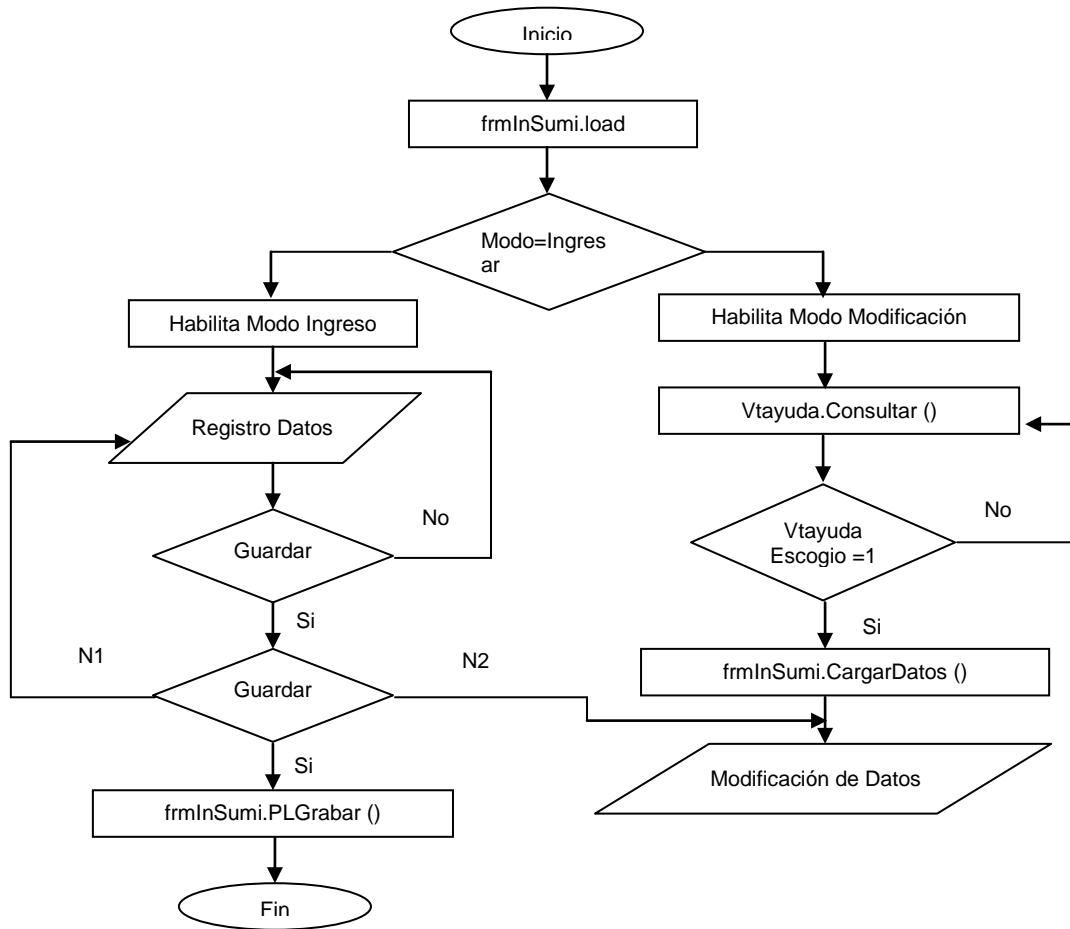 Inicio
frmInSumi.load
Modo=Ingres
ar
Habilita Modo Ingreso
Habilita Modo Modificación
Vtayuda.Consultar ()
Registro Datos
No
No
Guardar
Vtayuda
Escogio =1
Si
Si
N1
N2
Guardar
frmInSumi.CargarDatos ()
Si
Modificación de Datos
frmInSumi.PLGrabar ()
Fin